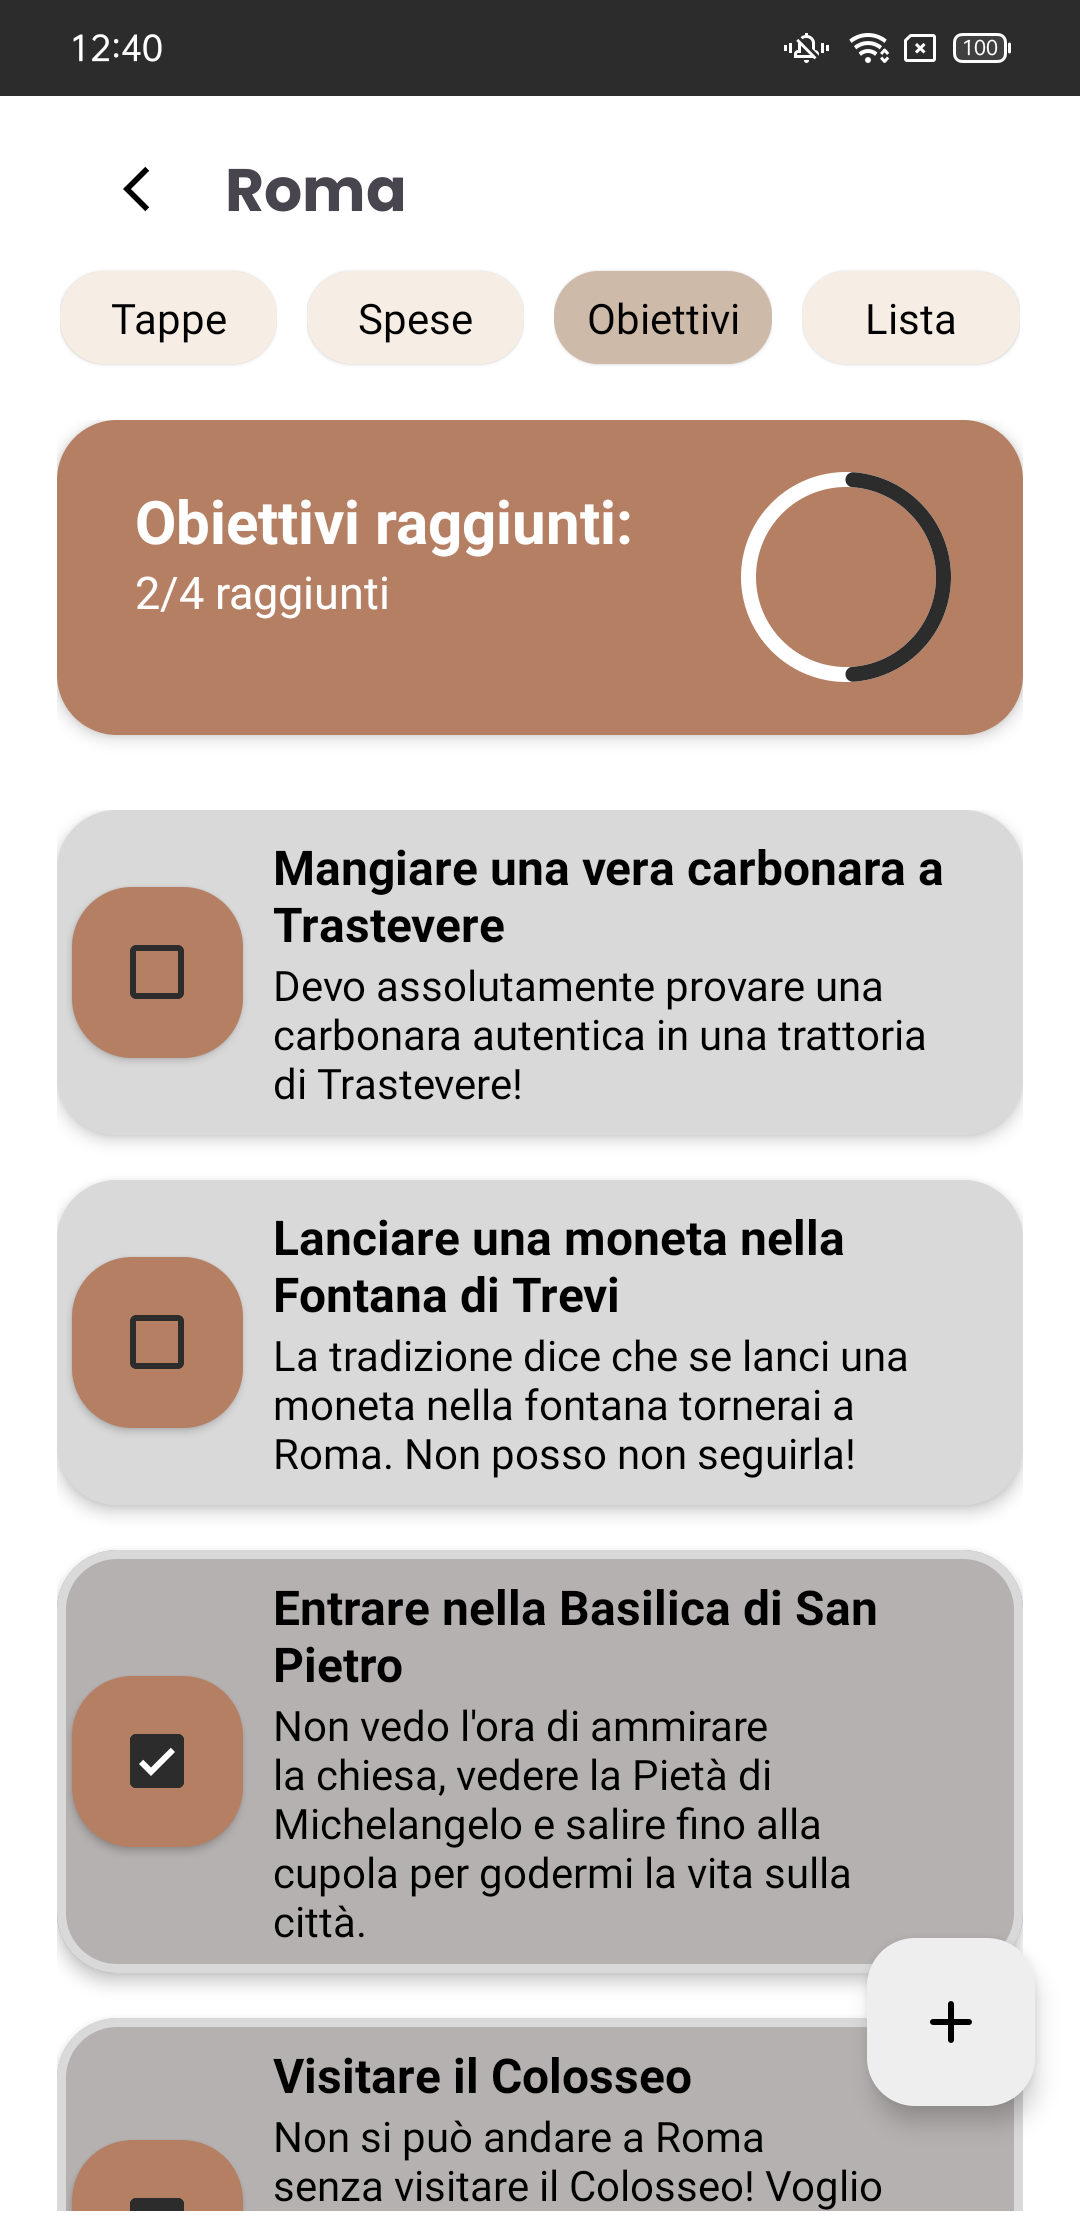 12:40
100
Roma
Tappe
Spese
Obiettivi
Lista
Obiettivi raggiunti:
2/4 raggiunti
Mangiare una vera carbonara a
Trastevere
Devo assolutamente provare una
carbonara autentica in una trattoria
di Trastevere!
Lanciare una moneta nella
Fontana di Trevi
La tradizione dice che se lanci una
moneta nella fontana tornerai a
Roma. Non posso non seguirla!
Entrare nella Basilica di San
Pietro
Non vedo l'ora di ammirare
la chiesa, vedere la Pietà di
Michelangelo e salire fino alla
cupola per godermi la vita sulla
città.
Visitare il Colosseo
Non si può andare a Roma
senza visitare il Colosseo! Voglio